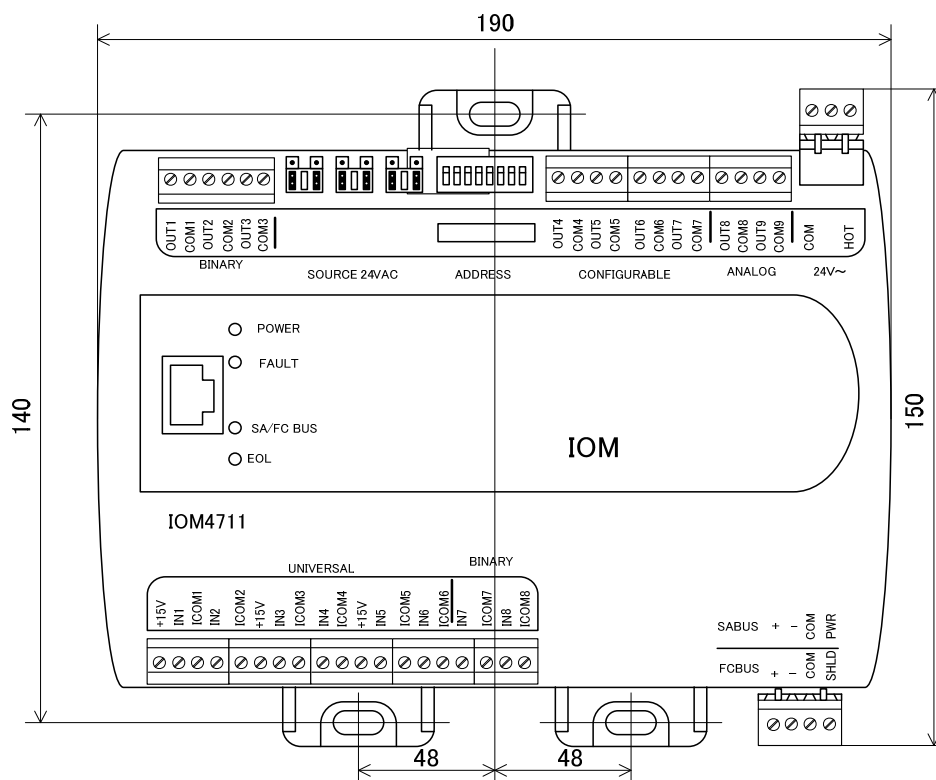 190
140
150
OUT1 COM1 OUT2 COM2 OUT3 COM3
OUT4 COM4 OUT5 COM5 OUT6 COM6 OUT7 COM7 OUT8 COM8 OUT9 COM9 COM HOT
BINARY SOURCE 24VAC ADDRESS CONFIGURABLE ANALOG 24V~
POWER
FAULT
SA/FC BUS
EOL
IOM
IOM4711
UNIVERSAL BINARY
+15V IN1 ICOM1 IN2 ICOM2 +15V IN3 ICOM3 IN4 ICOM4 +15V IN5 ICOM5 IN6 ICOM6 IN7 ICOM7 IN8 ICOM8
SABUS + - COM PWR
FCBUS + - COM SHLD
48 48